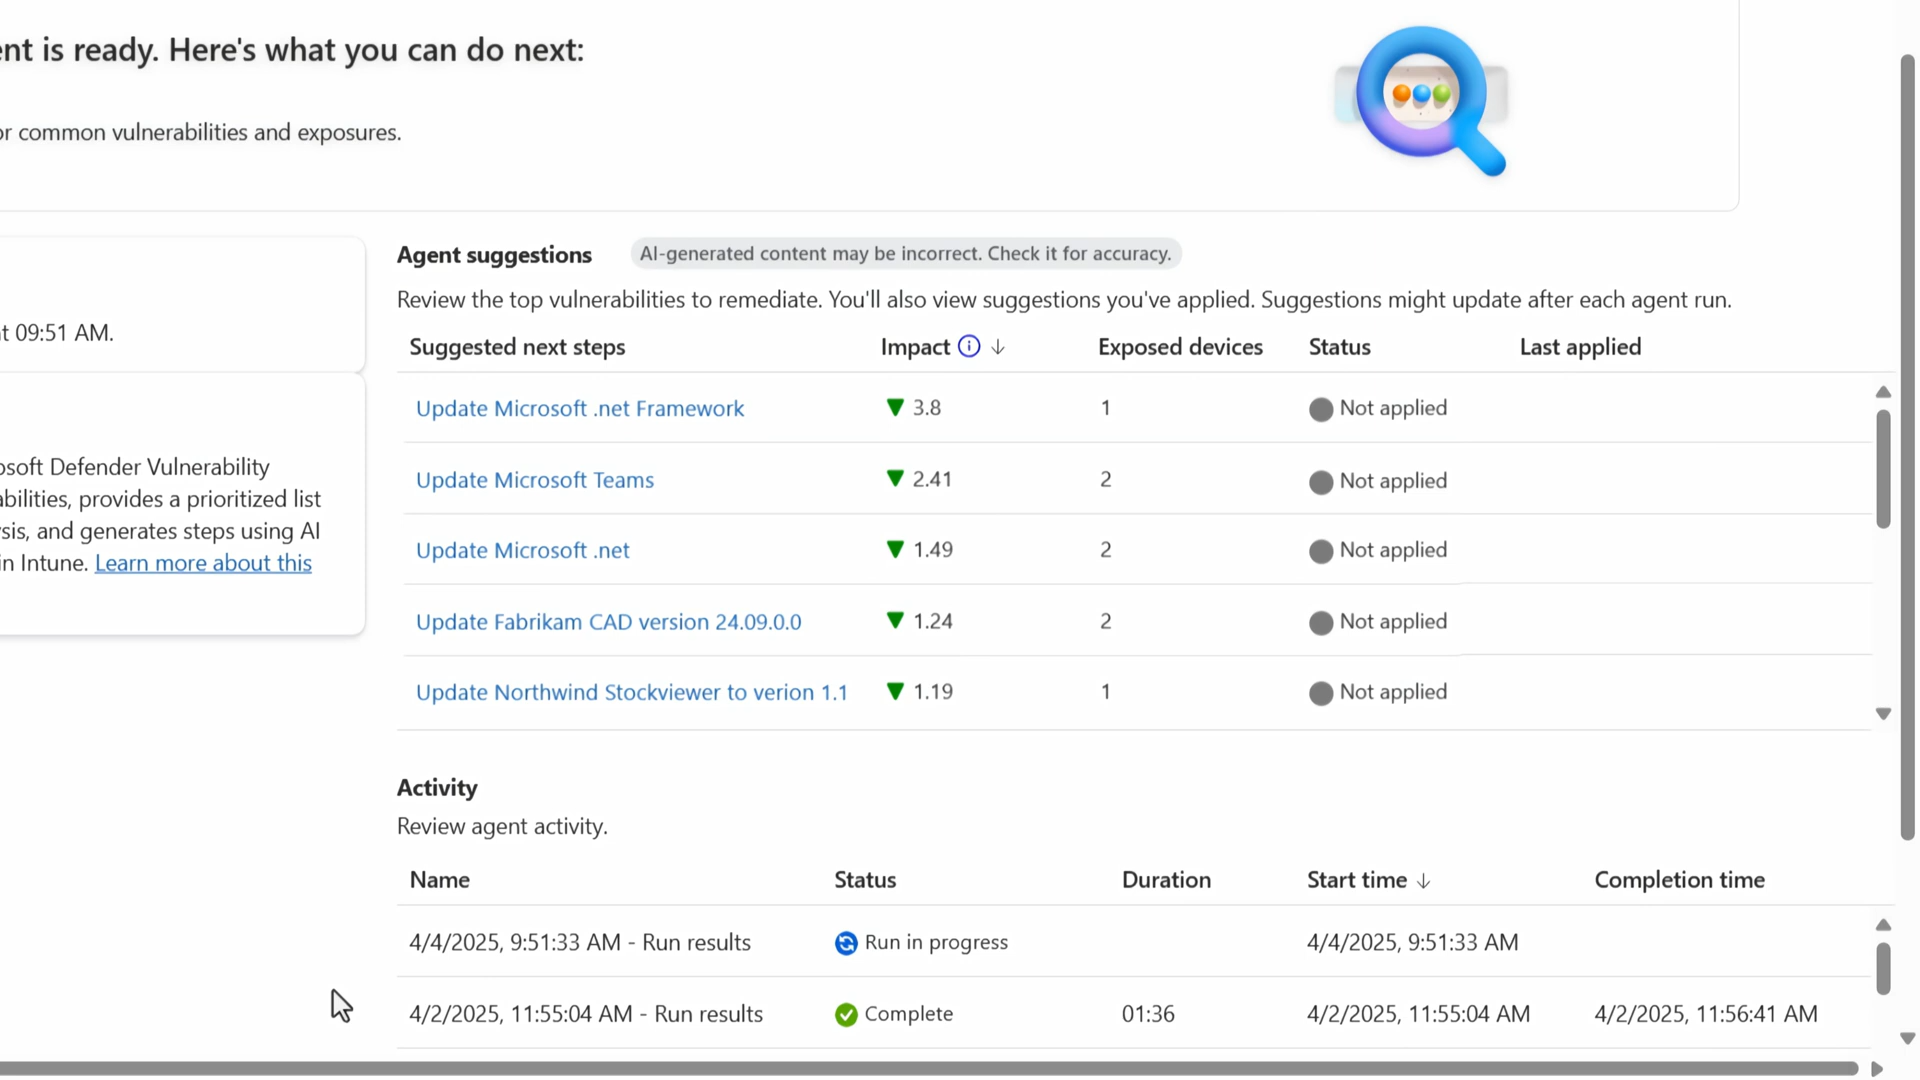 ent is ready. Here's what you can do next:
or common vulnerabilities and exposures.
t 09:51 AM.
osoft Defender Vulnerability
abilities, provides a prioritized list
sis, and generates steps using AI
in Intune. Learn more about this
Agent suggestions AI-generated content may be incorrect. Check it for accuracy.
Review the top vulnerabilities to remediate. You'll also view suggestions you've applied. Suggestions might update after each agent run.
Suggested next steps Impact Exposed devices Status Last applied
Update Microsoft .net Framework 3.8 1 Not applied
Update Microsoft Teams 2.41 2 Not applied
Update Microsoft .net 1.49 2 Not applied
Update Fabrikam CAD version 24.09.0.0 1.24 2 Not applied
Update Northwind Stockviewer to verion 1.1 1.19 1 Not applied
Activity
Review agent activity.
Name Status Duration Start time Completion time
4/4/2025, 9:51:33 AM - Run results Run in progress 4/4/2025, 9:51:33 AM
4/2/2025, 11:55:04 AM - Run results Complete 01:36 4/2/2025, 11:55:04 AM 4/2/2025, 11:56:41 AM